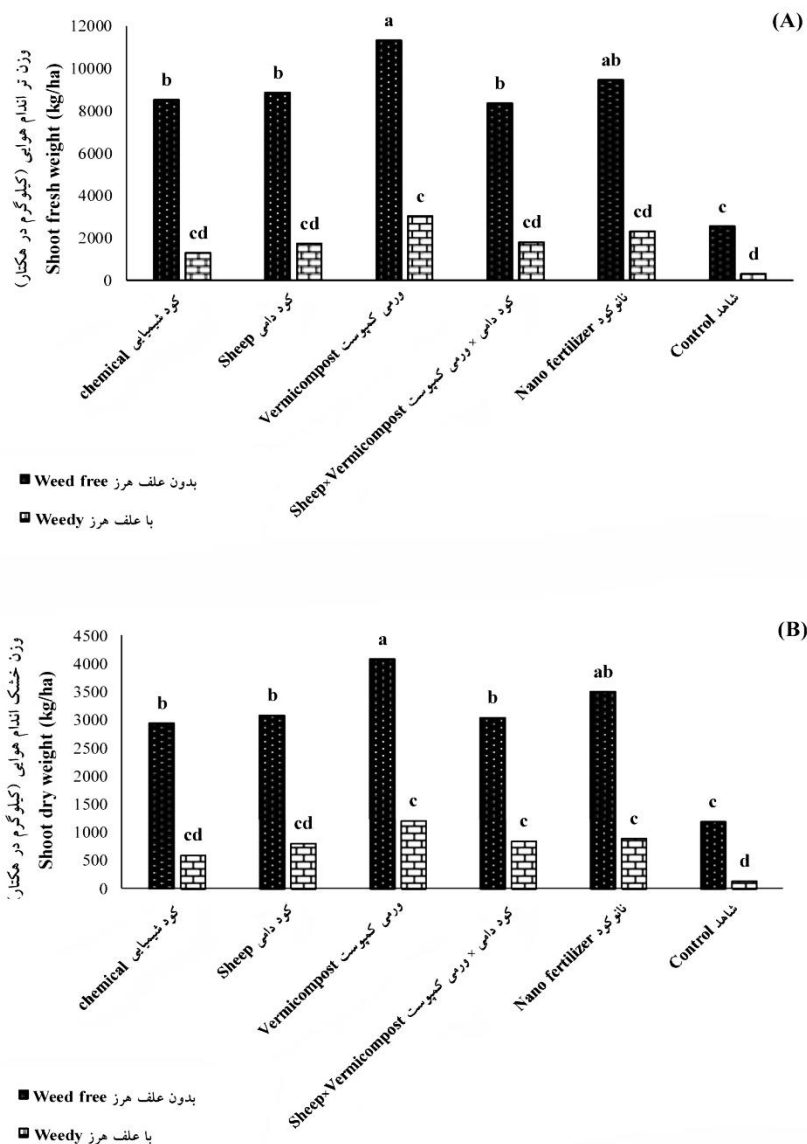 (A)
وزن تر اندام هوایی (کیلوگرم در هکتار)
Shoot fresh weight (kg/ha)
12000
10000
8000
6000
4000
2000
0
b
cd
b
cd
a
c
b
cd
ab
cd
c
d
کود شیمیایی chemical
کود دامی Sheep
ورمی کمپوست Vermicompost
کود دامی × ورمی کمپوست Sheep×Vermicompost
نانوکود Nano fertilizer
شاهد Control
بدون علف هرز Weed free
با علف هرز Weedy
(B)
وزن خشک اندام هوایی (کیلوگرم در هکتار)
Shoot dry weight (kg/ha)
4500
4000
3500
3000
2500
2000
1500
1000
500
0
b
cd
b
cd
a
c
b
c
ab
c
c
d
کود شیمیایی chemical
کود دامی Sheep
ورمی کمپوست Vermicompost
کود دامی × ورمی کمپوست Sheep×Vermicompost
نانوکود Nano fertilizer
شاهد Control
بدون علف هرز Weed free
با علف هرز Weedy